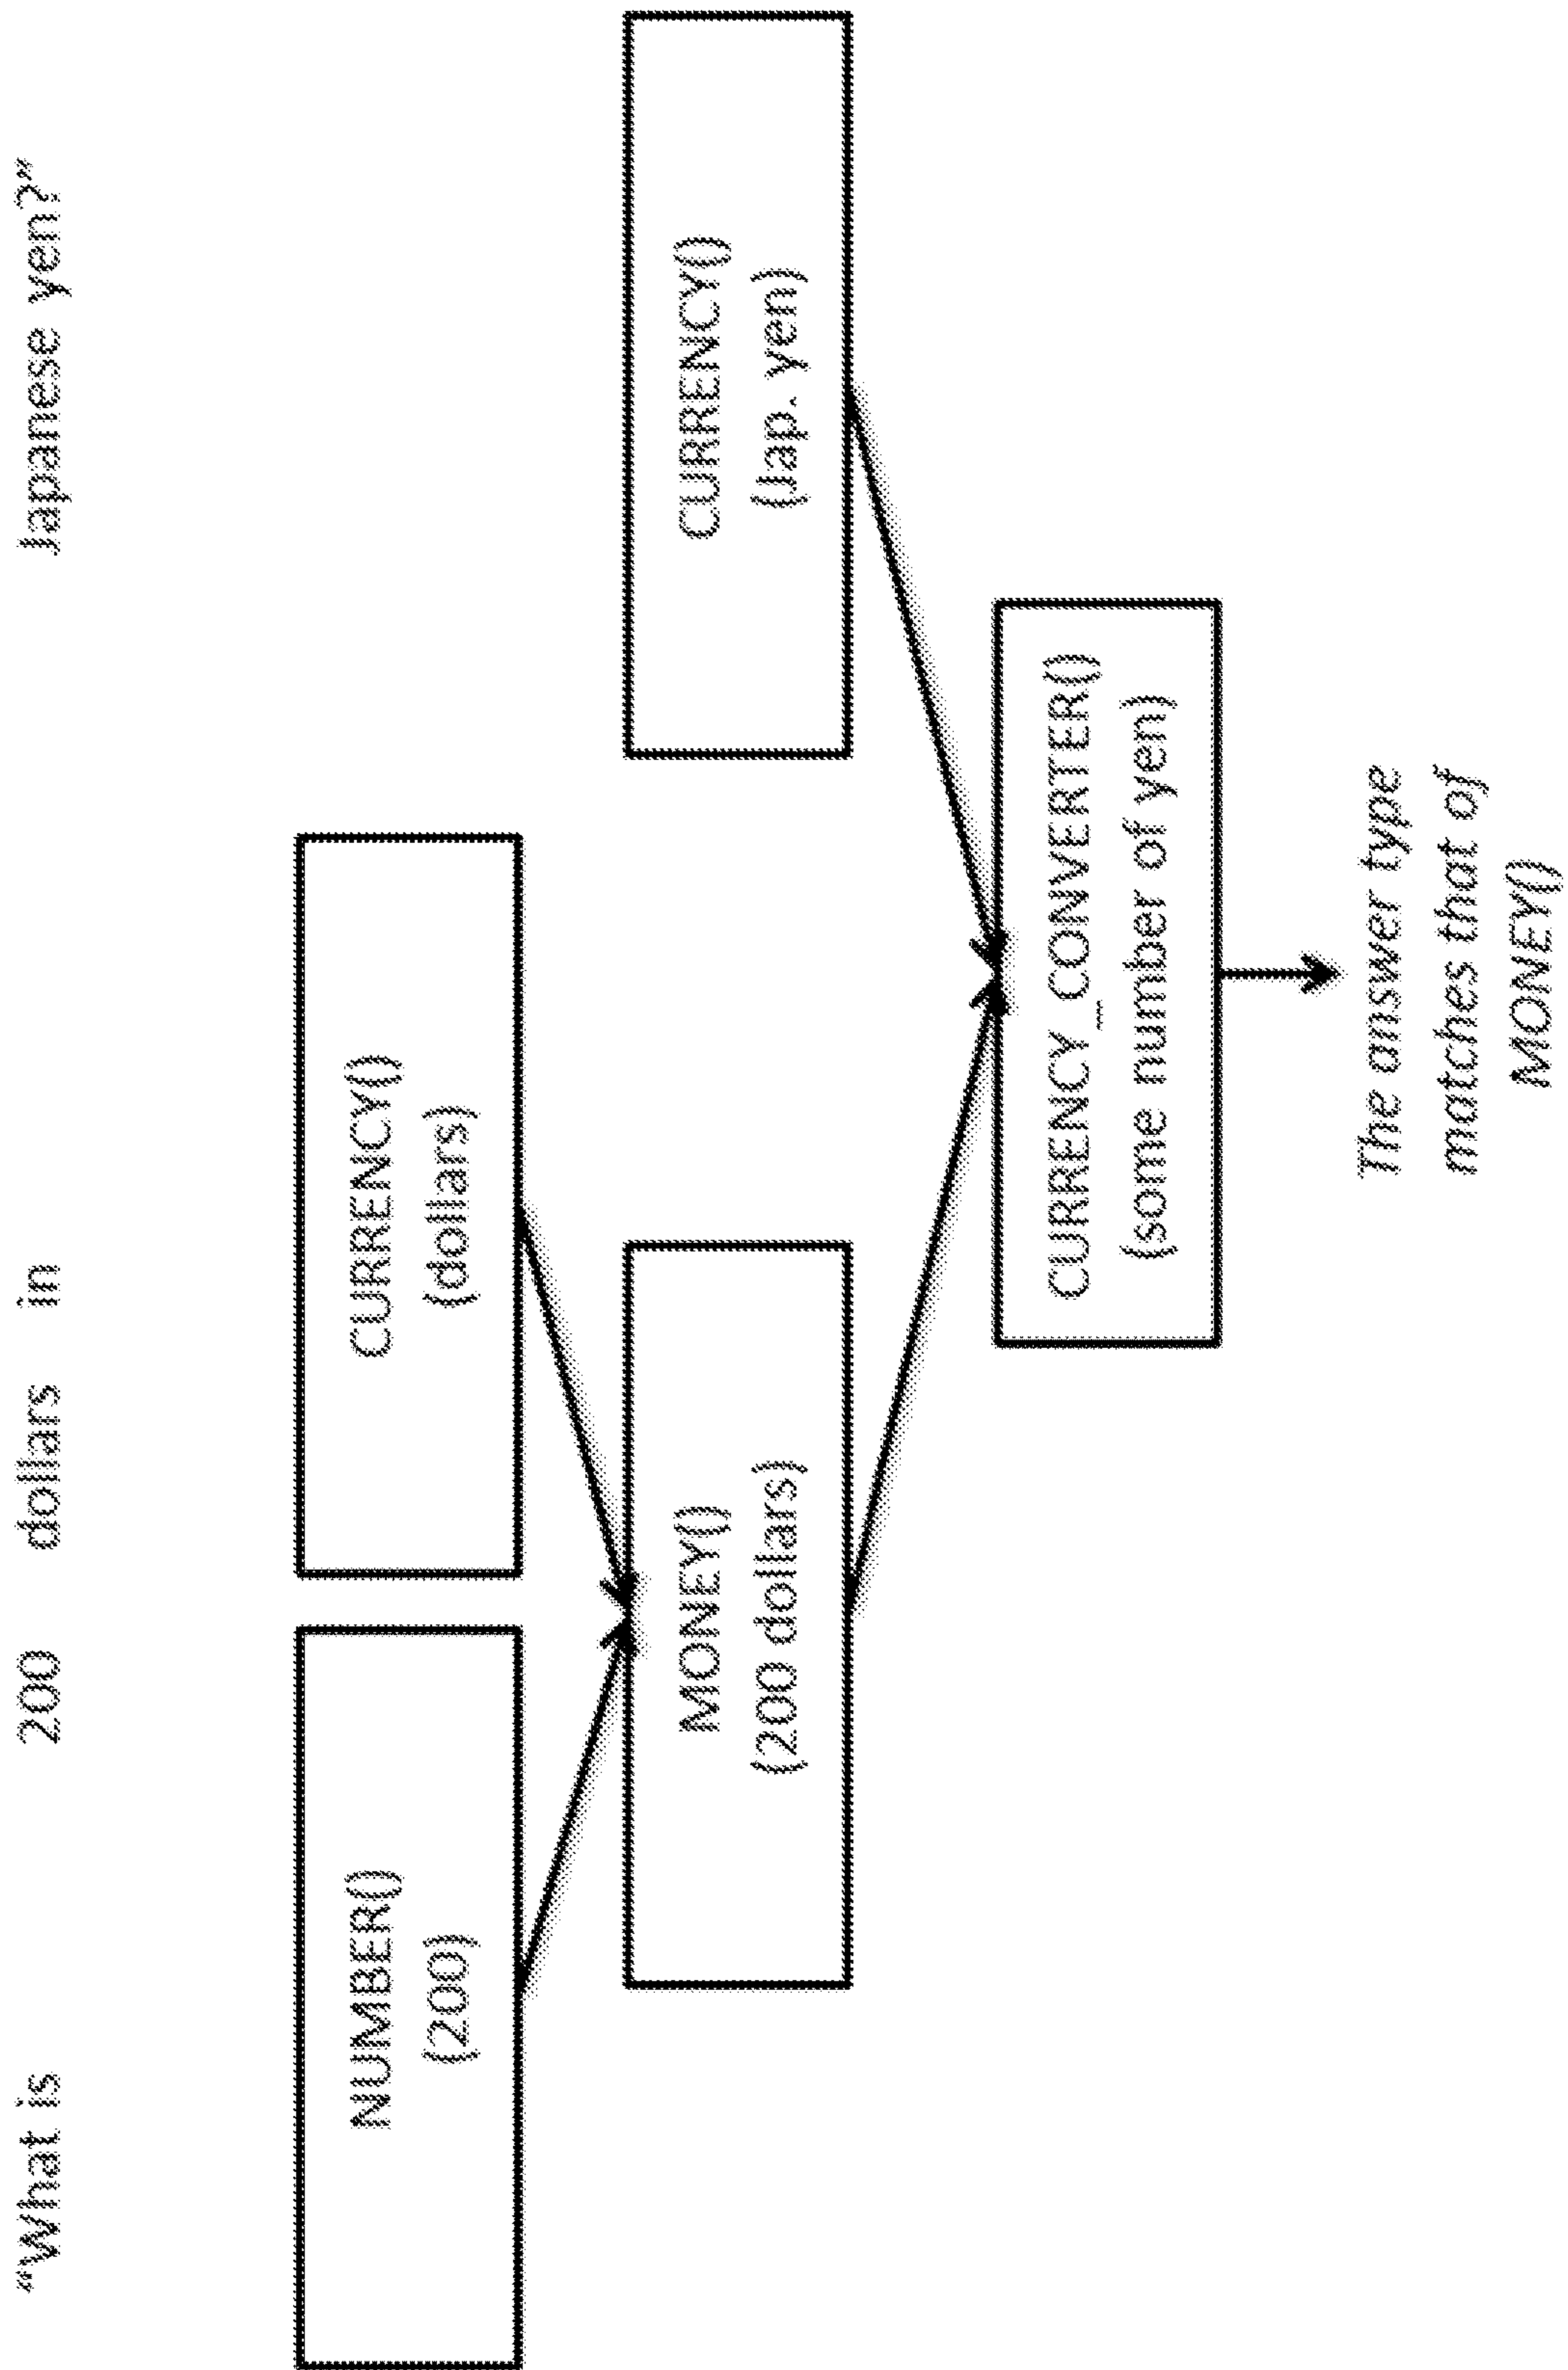 “What is 200 dollars in Japanese yen?”
NUMBER()
(200)
CURRENCY()
(dollars)
MONEY()
(200 dollars)
CURRENCY()
(Jap. yen)
CURRENCY_CONVERTER()
(some number of yen)
The answer type
matches that of
MONEY()